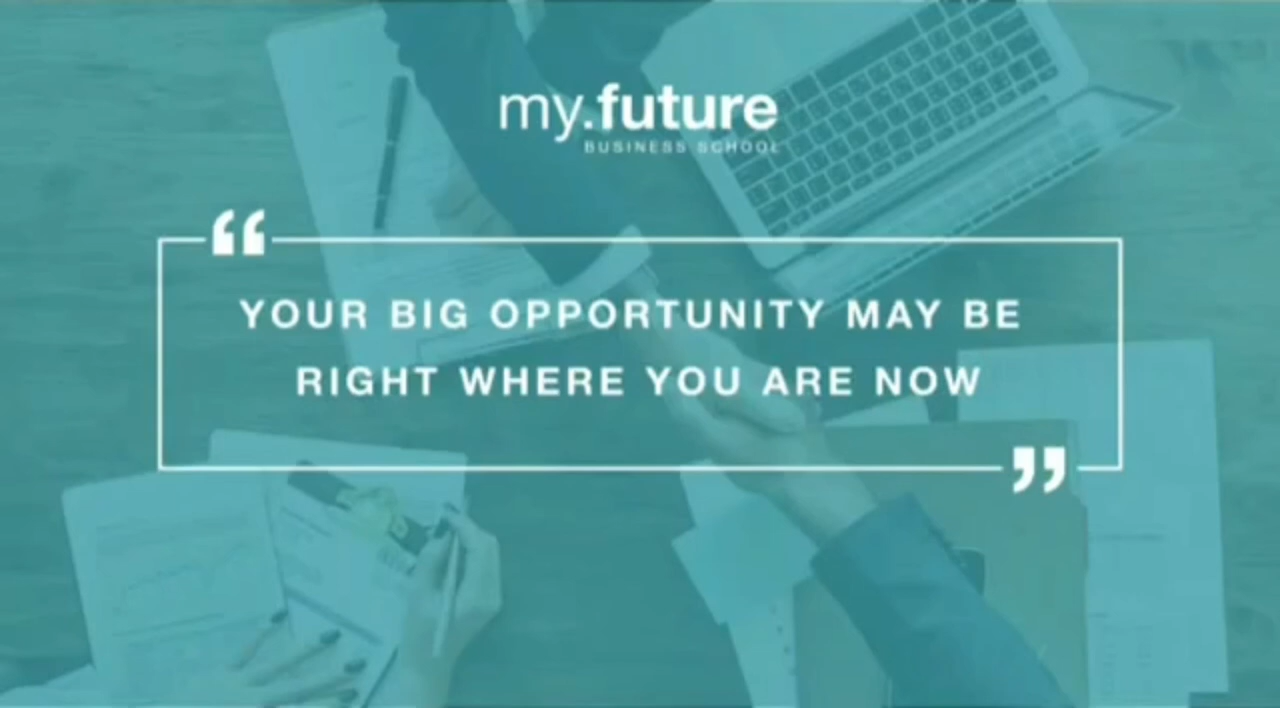 my.future
BUSINESS SCHOOL
“
YOUR BIG OPPORTUNITY MAY BE
RIGHT WHERE YOU ARE NOW
”